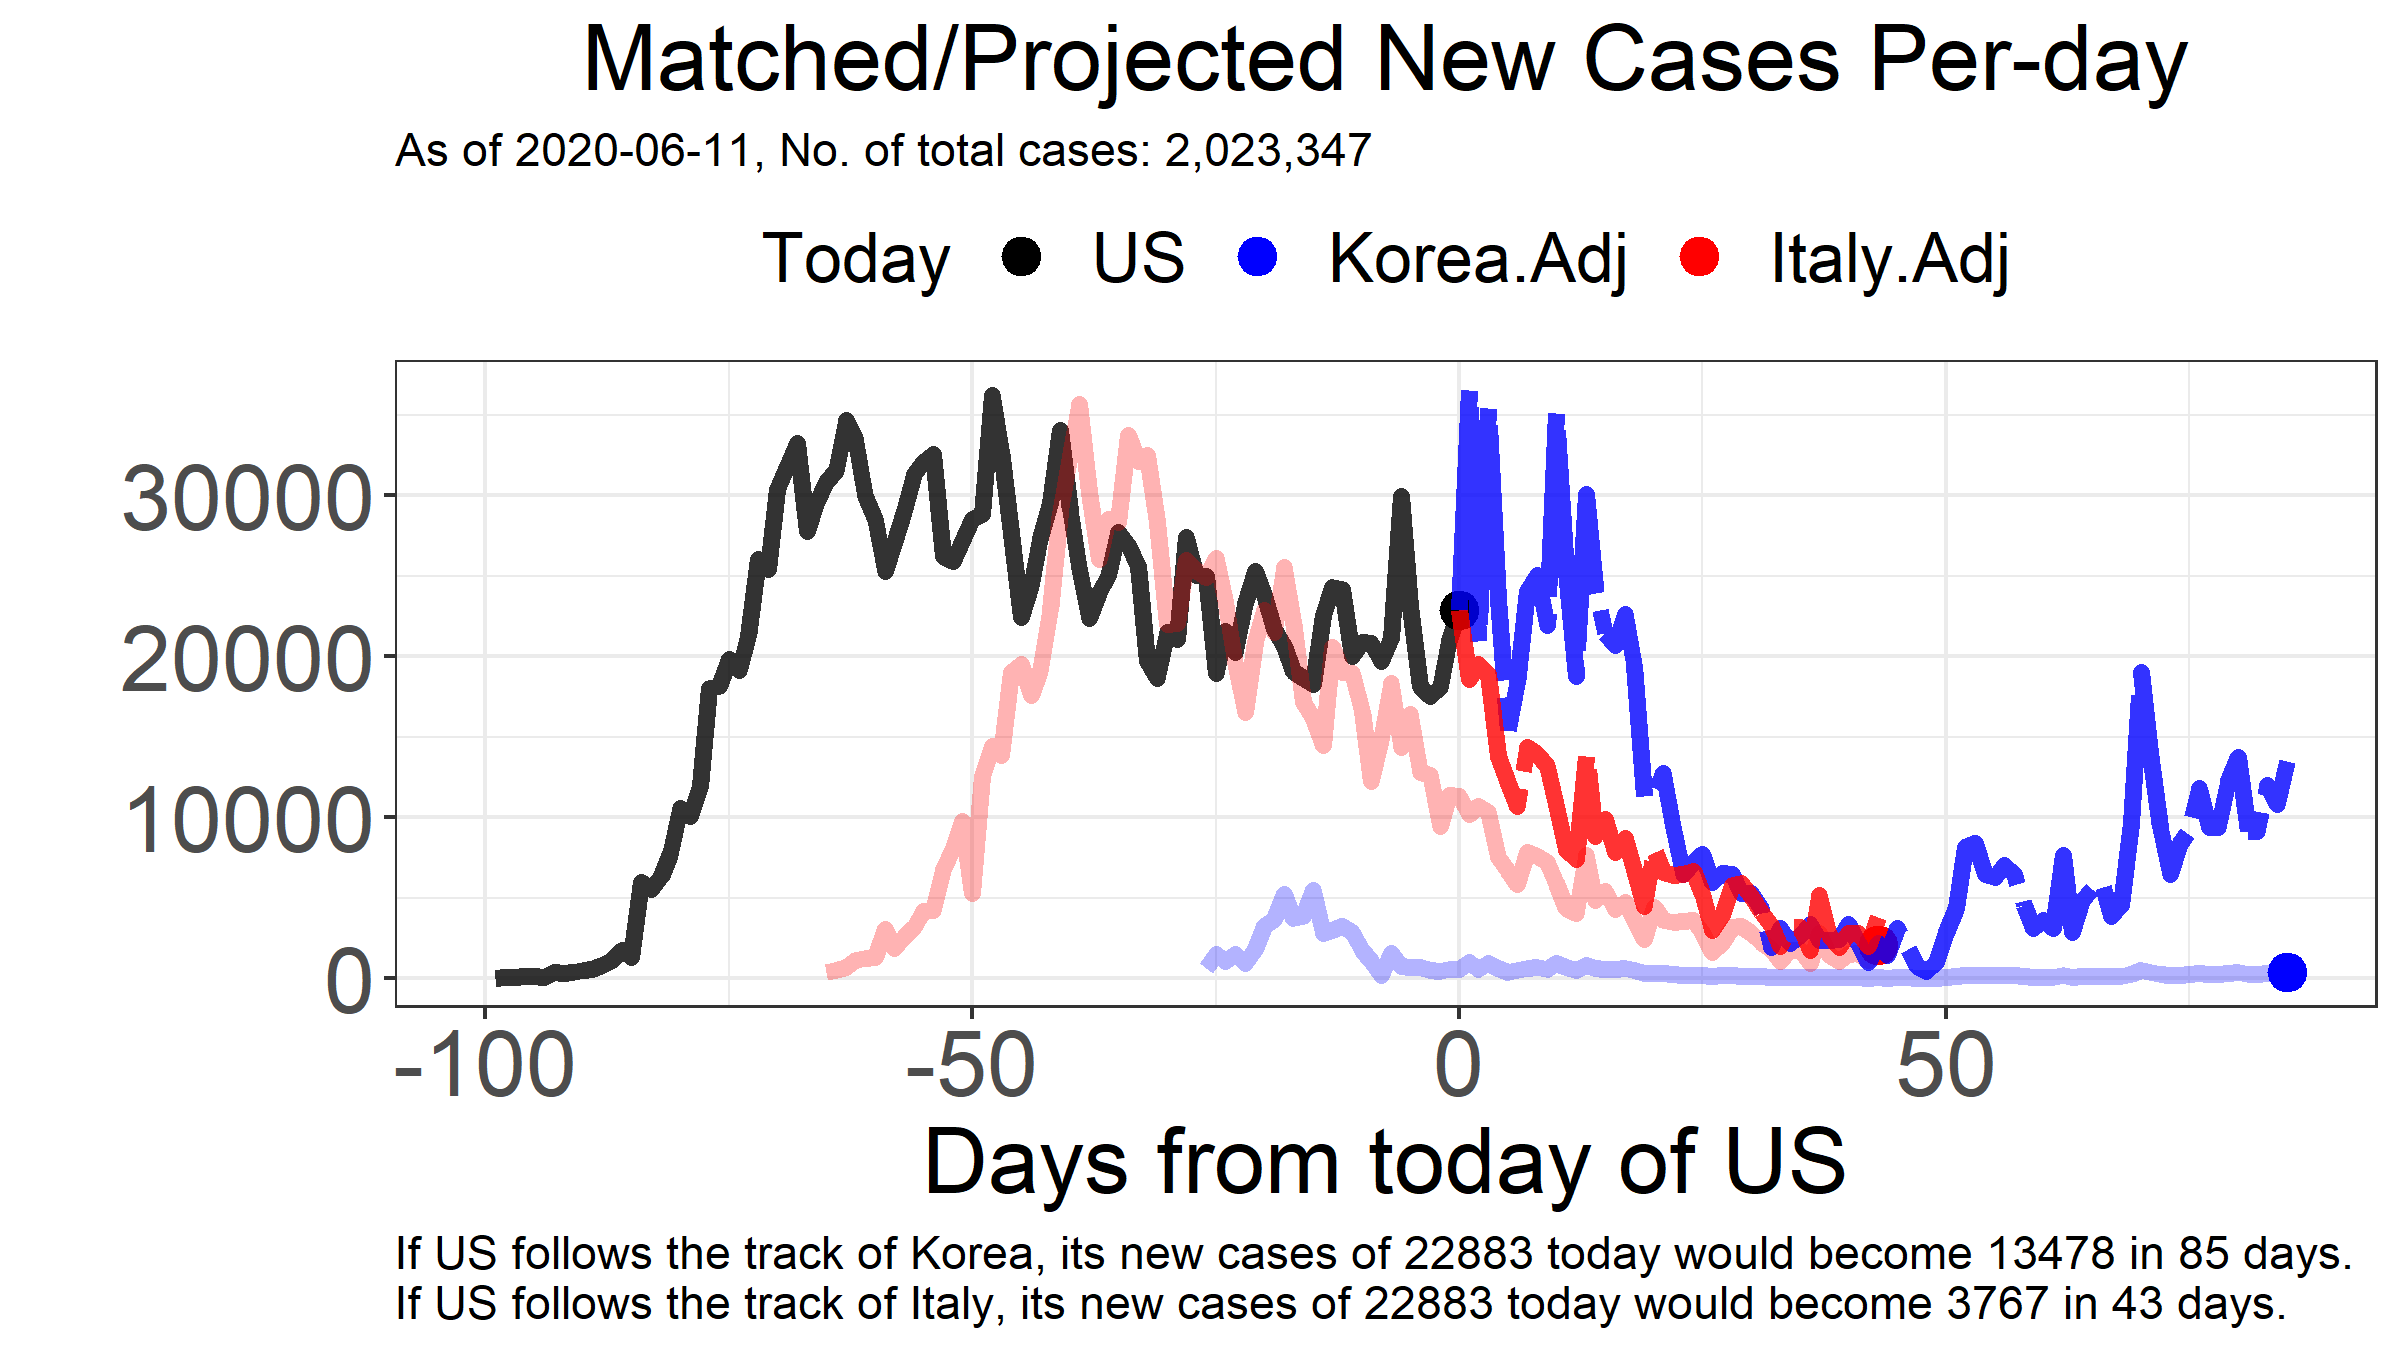 Matched/Projected New Cases Per-day
As of 2020-06-11, No. of total cases: 2,023,347
Today US Korea.Adj Italy.Adj
30000
20000
10000
0
-100 -50 0 50
Days from today of US
If US follows the track of Korea, its new cases of 22883 today would become 13478 in 85 days.
If US follows the track of Italy, its new cases of 22883 today would become 3767 in 43 days.